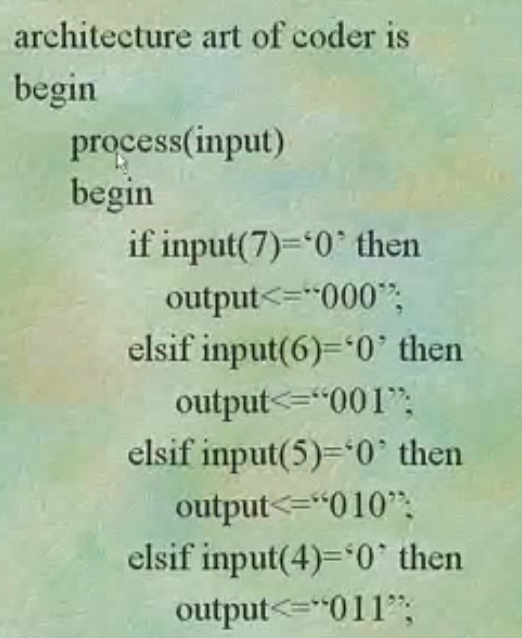 architecture art of coder is
begin
process(input)
begin
if input(7)=‘0’ then
output<=“000”;
elsif input(6)=‘0’ then
output<=“001”;
elsif input(5)=‘0’ then
output<=“010”;
elsif input(4)=‘0’ then
output<=“011”;